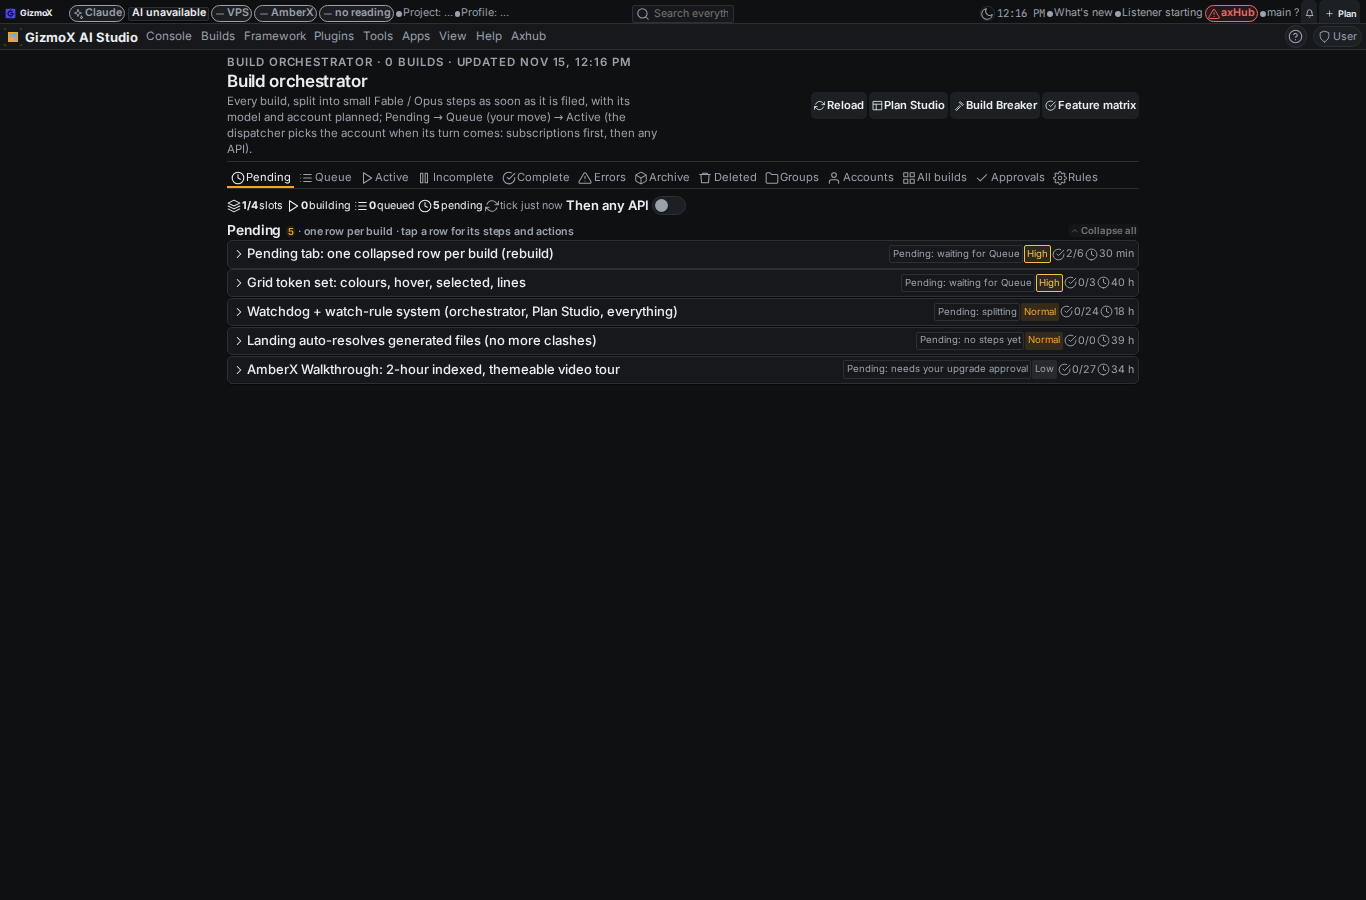 GizmoX Claude AI unavailable VPS AmberX no reading Project: ... Profile: ... Search everyth 12:16 PM What's new Listener starting axHub main ? + Plan
GizmoX AI Studio Console Builds Framework Plugins Tools Apps View Help Axhub User
BUILD ORCHESTRATOR · 0 BUILDS · UPDATED NOV 15, 12:16 PM
Build orchestrator
Every build, split into small Fable / Opus steps as soon as it is filed, with its
model and account planned; Pending → Queue (your move) → Active (the
dispatcher picks the account when its turn comes: subscriptions first, then any
API).
Reload Plan Studio Build Breaker Feature matrix
Pending Queue Active Incomplete Complete Errors Archive Deleted Groups Accounts All builds Approvals Rules
1/4 slots 0 building 0 queued 5 pending tick just now Then any API
Pending 5 · one row per build · tap a row for its steps and actions Collapse all
Pending tab: one collapsed row per build (rebuild) Pending: waiting for Queue High 2/6 30 min
Grid token set: colours, hover, selected, lines Pending: waiting for Queue High 0/3 40 h
Watchdog + watch-rule system (orchestrator, Plan Studio, everything) Pending: splitting Normal 0/24 18 h
Landing auto-resolves generated files (no more clashes) Pending: no steps yet Normal 0/0 39 h
AmberX Walkthrough: 2-hour indexed, themeable video tour Pending: needs your upgrade approval Low 0/27 34 h